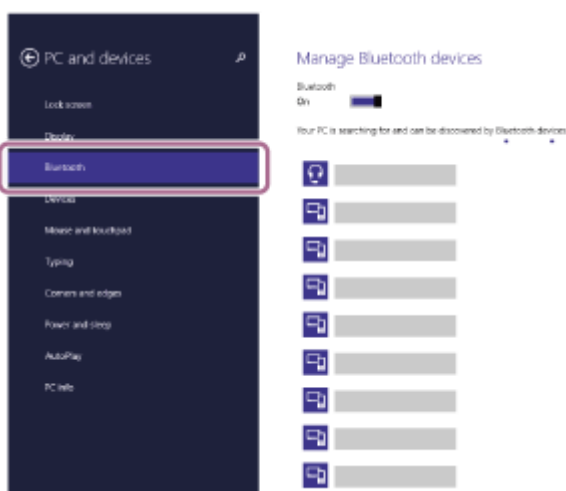 PC and devices
Lock screen
Display
Bluetooth
Devices
Mouse and touchpad
Typing
Corners and edges
Power and sleep
AutoPlay
PC info
Manage Bluetooth devices
Bluetooth
On
Your PC is searching for and can be discovered by Bluetooth devices